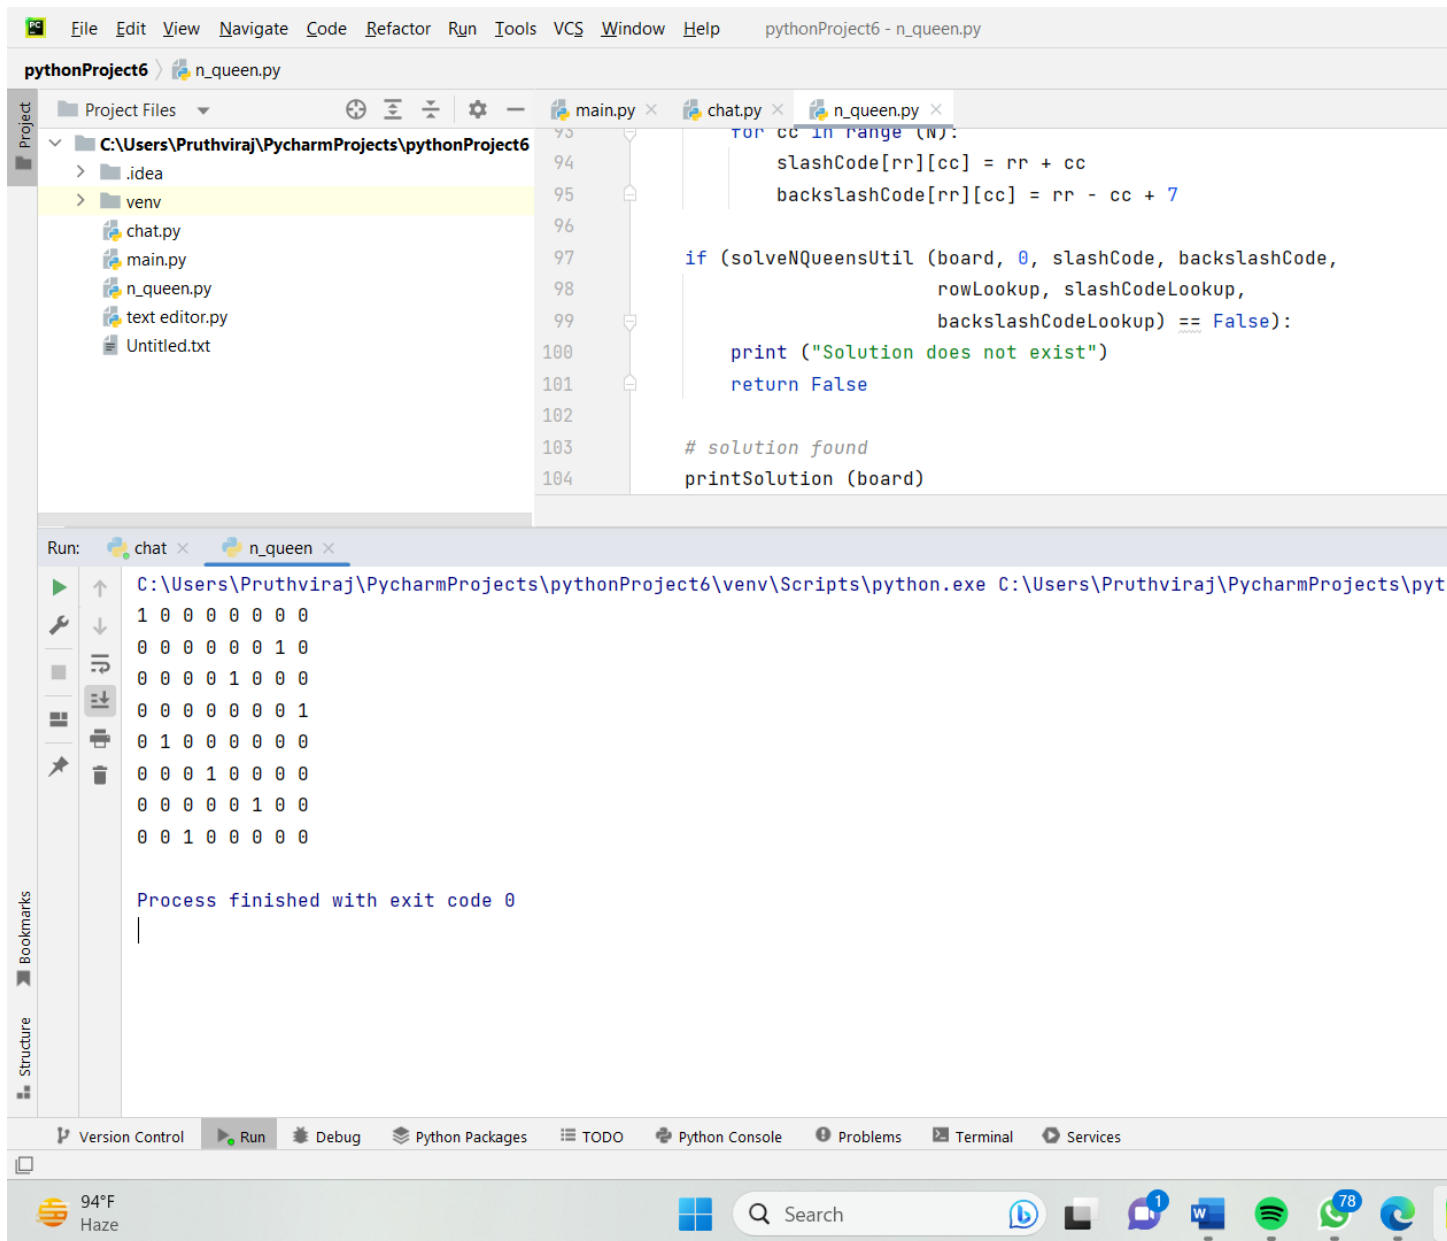 PC File Edit View Navigate Code Refactor Run Tools VCS Window Help pythonProject6 - n_queen.py
pythonProject6 n_queen.py
Project
Project Files
C:\Users\Pruthviraj\PycharmProjects\pythonProject6
.idea
venv
chat.py
main.py
n_queen.py
text editor.py
Untitled.txt
main.py chat.py n_queen.py
93 for cc in range (N):
94 slashCode[rr][cc] = rr + cc
95 backslashCode[rr][cc] = rr - cc + 7
96
97 if (solveNQueensUtil (board, 0, slashCode, backslashCode,
98 rowLookup, slashCodeLookup,
99 backslashCodeLookup) == False):
100 print ("Solution does not exist")
101 return False
102
103 # solution found
104 printSolution (board)
Run: chat n_queen
C:\Users\Pruthviraj\PycharmProjects\pythonProject6\venv\Scripts\python.exe C:\Users\Pruthviraj\PycharmProjects\pyt
1 0 0 0 0 0 0 0
0 0 0 0 0 0 1 0
0 0 0 0 1 0 0 0
0 0 0 0 0 0 0 1
0 1 0 0 0 0 0 0
0 0 0 1 0 0 0 0
0 0 0 0 0 1 0 0
0 0 1 0 0 0 0 0
Process finished with exit code 0
Bookmarks
Structure
Version Control Run Debug Python Packages TODO Python Console Problems Terminal Services
94°F
Haze
Search
1
W
78